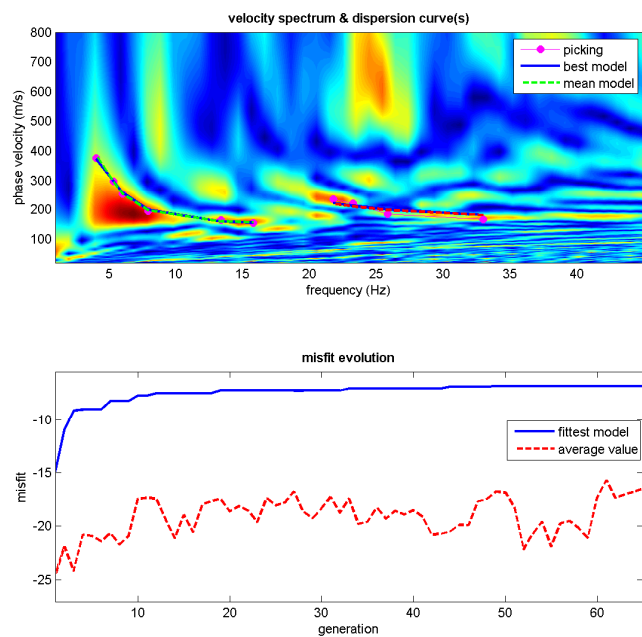 velocity spectrum & dispersion curve(s)
800
700
600
500
400
300
200
100
phase velocity (m/s)
picking
best model
mean model
5
10
15
20
25
30
35
40
frequency (Hz)
misfit evolution
-10
-15
-20
-25
misfit
fittest model
average value
10
20
30
40
50
60
generation